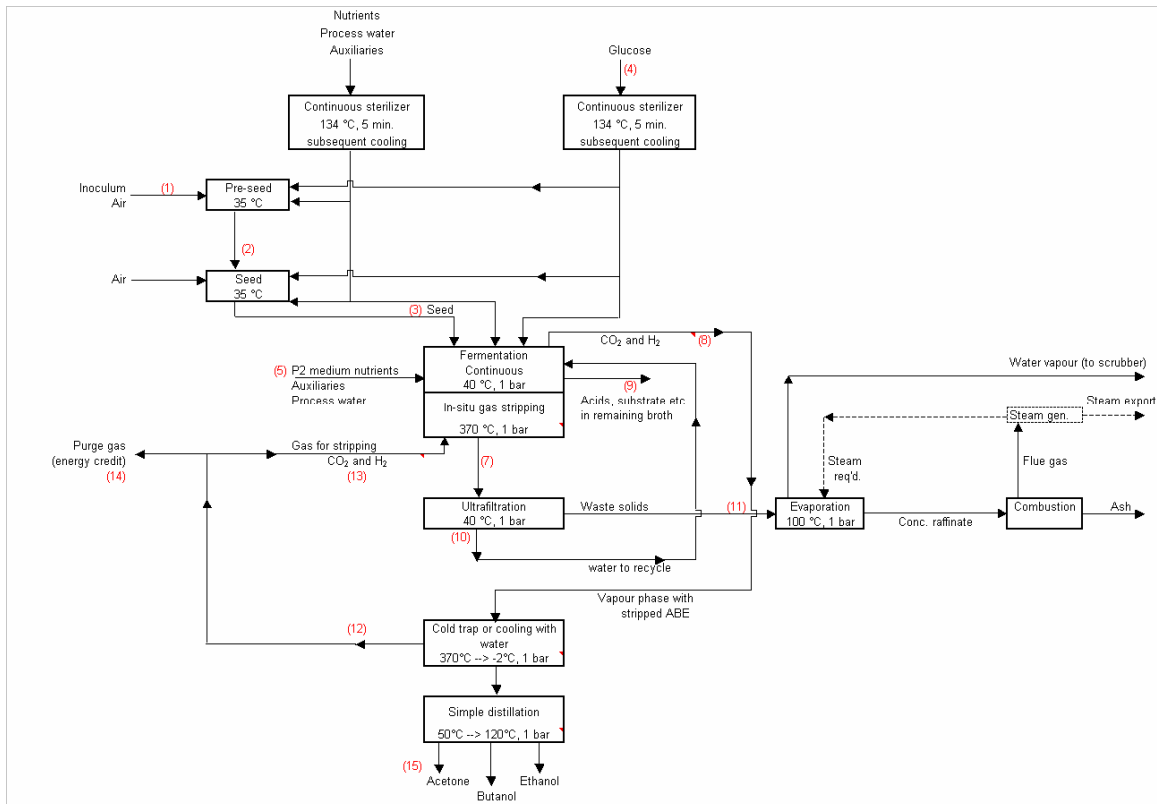 Nutrients
Process water
Auxiliaries
Glucose
(4)
Continuous sterilizer
134 °C, 5 min.
subsequent cooling
Continuous sterilizer
134 °C, 5 min.
subsequent cooling
Inoculum
Air
(1)
Pre-seed
35 °C
(2)
Air
Seed
35 °C
(3) Seed
CO2 and H2
(8)
Fermentation
Continuous
40 °C, 1 bar
(5) P2 medium nutrients
Auxiliaries
Process water
(9)
Acids, substrate etc
in remaining broth
Water vapour (to scrubber)
Steam export
Steam gen.
In-situ gas stripping
370 °C, 1 bar
Purge gas
(energy credit)
(14)
Gas for stripping
CO2 and H2
(13)
(7)
Steam
req'd.
Flue gas
Ultrafiltration
40 °C, 1 bar
Waste solids
(11)
Evaporation
100 °C, 1 bar
Conc. raffinate
Combustion
Ash
(10)
water to recycle
Vapour phase with
stripped ABE
(12)
Cold trap or cooling with
water
370°C --> -2°C, 1 bar
Simple distillation
50°C --> 120°C, 1 bar
(15)
Acetone
Butanol
Ethanol